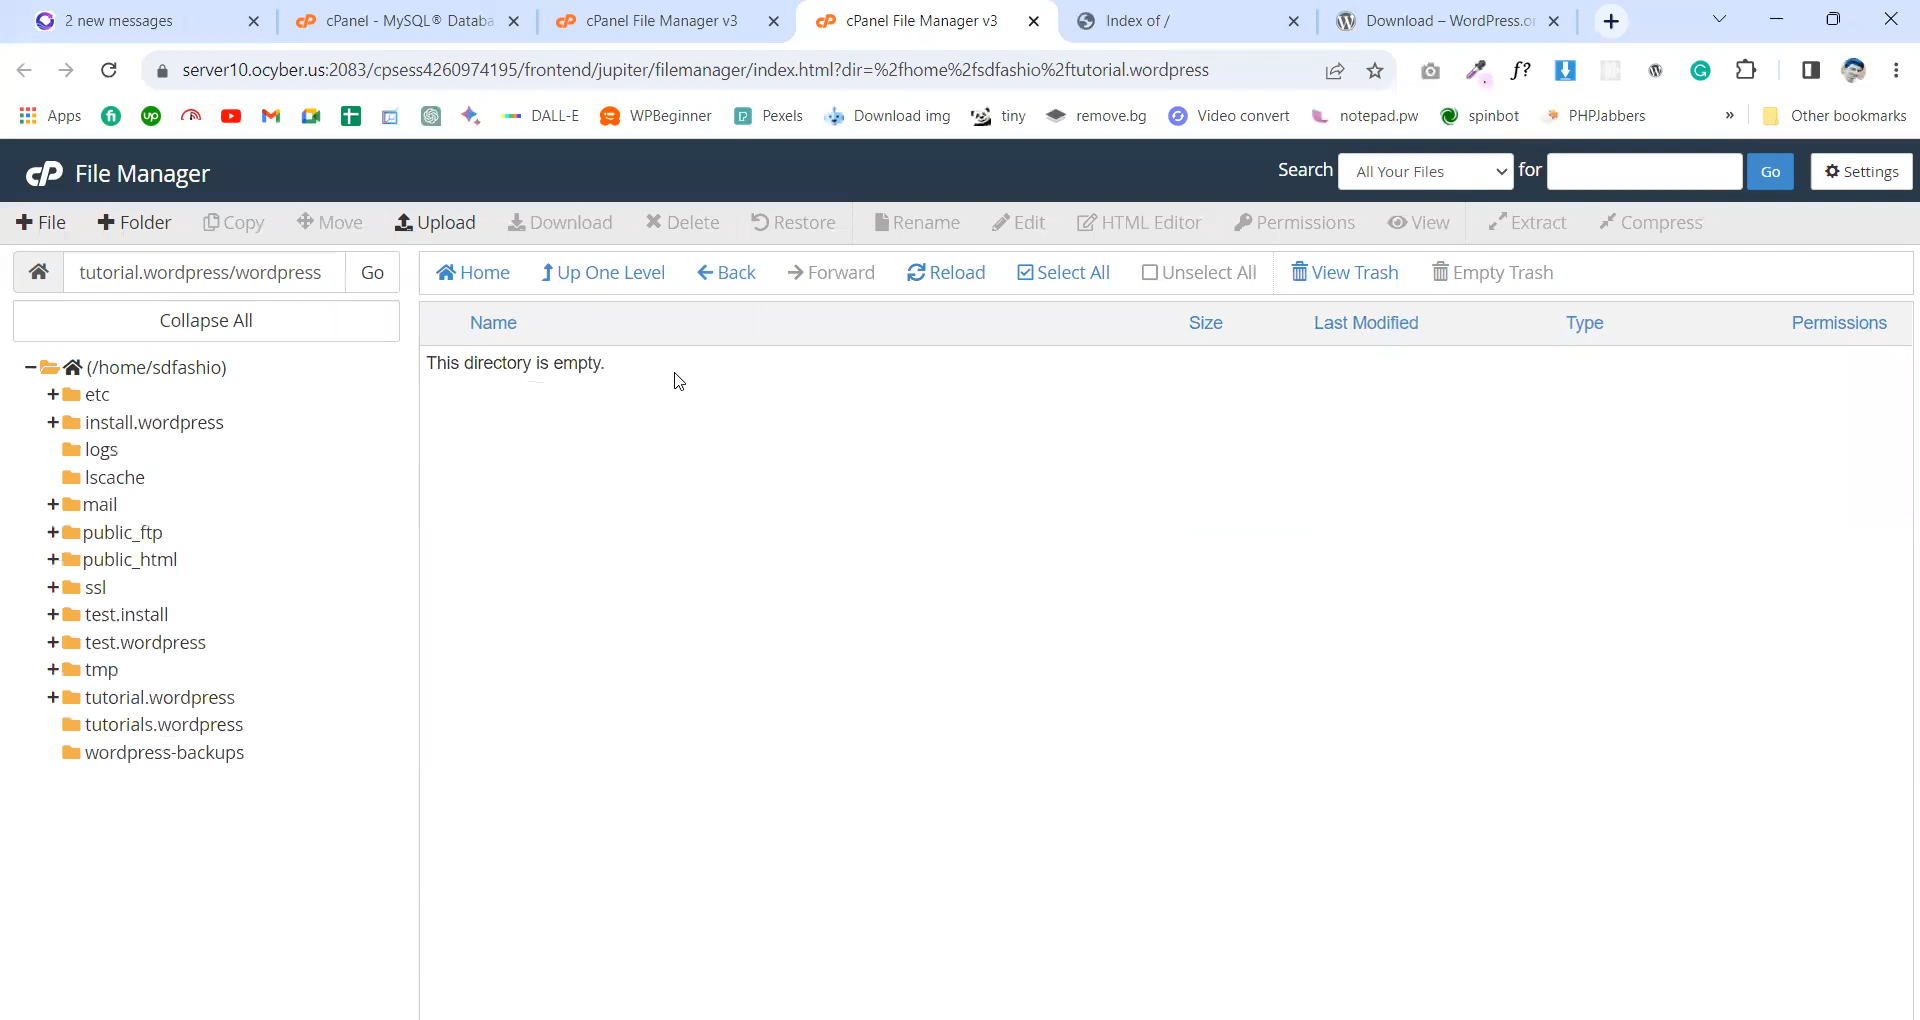 2 new messages
cPanel - MySQL® Databa
cPanel File Manager v3
cPanel File Manager v3
Index of /
Download – WordPress.or
server10.ocyber.us:2083/cpsess4260974195/frontend/jupiter/filemanager/index.html?dir=%2fhome%2fsdfashio%2ftutorial.wordpress
Apps
DALL-E
WPBeginner
Pexels
Download img
tiny
remove.bg
Video convert
notepad.pw
spinbot
PHPJabbers
»
Other bookmarks
cP File Manager
Search All Your Files for Go Settings
File Folder Copy Move Upload Download Delete Restore Rename Edit HTML Editor Permissions View Extract Compress
tutorial.wordpress/wordpress Go
Home Up One Level Back Forward Reload Select All Unselect All View Trash Empty Trash
Collapse All
Name Size Last Modified Type Permissions
This directory is empty.
(/home/sdfashio)
etc
install.wordpress
logs
lscache
mail
public_ftp
public_html
ssl
test.install
test.wordpress
tmp
tutorial.wordpress
tutorials.wordpress
wordpress-backups